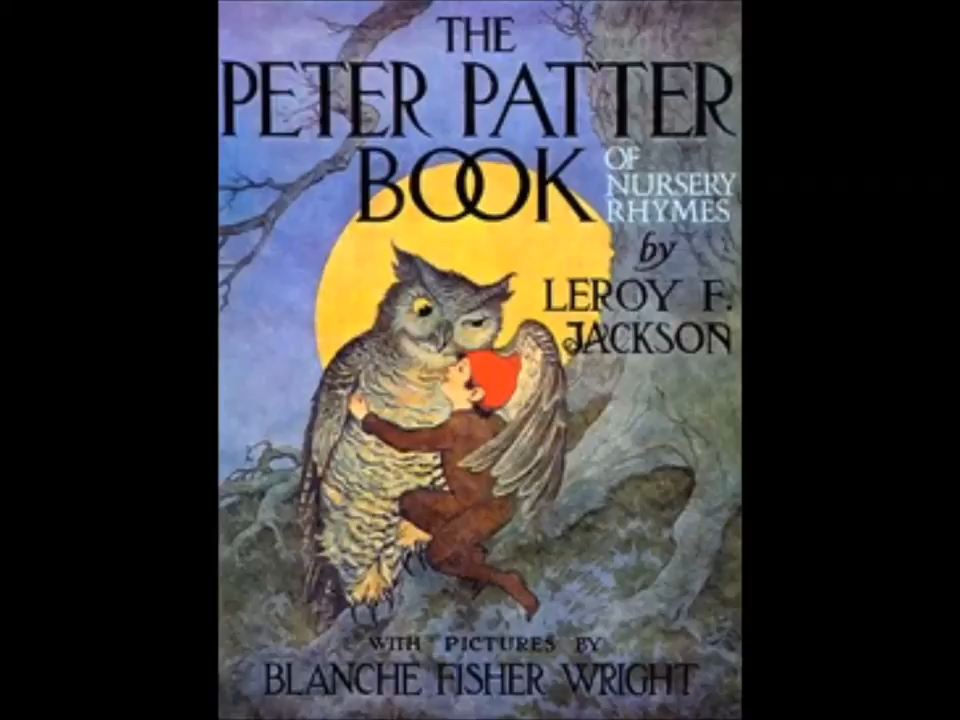 THE
PETER PATTER
BOOK
OF
NURSERY
RHYMES
by
LEROY F.
JACKSON
WITH PICTURES BY
BLANCHE FISHER WRIGHT